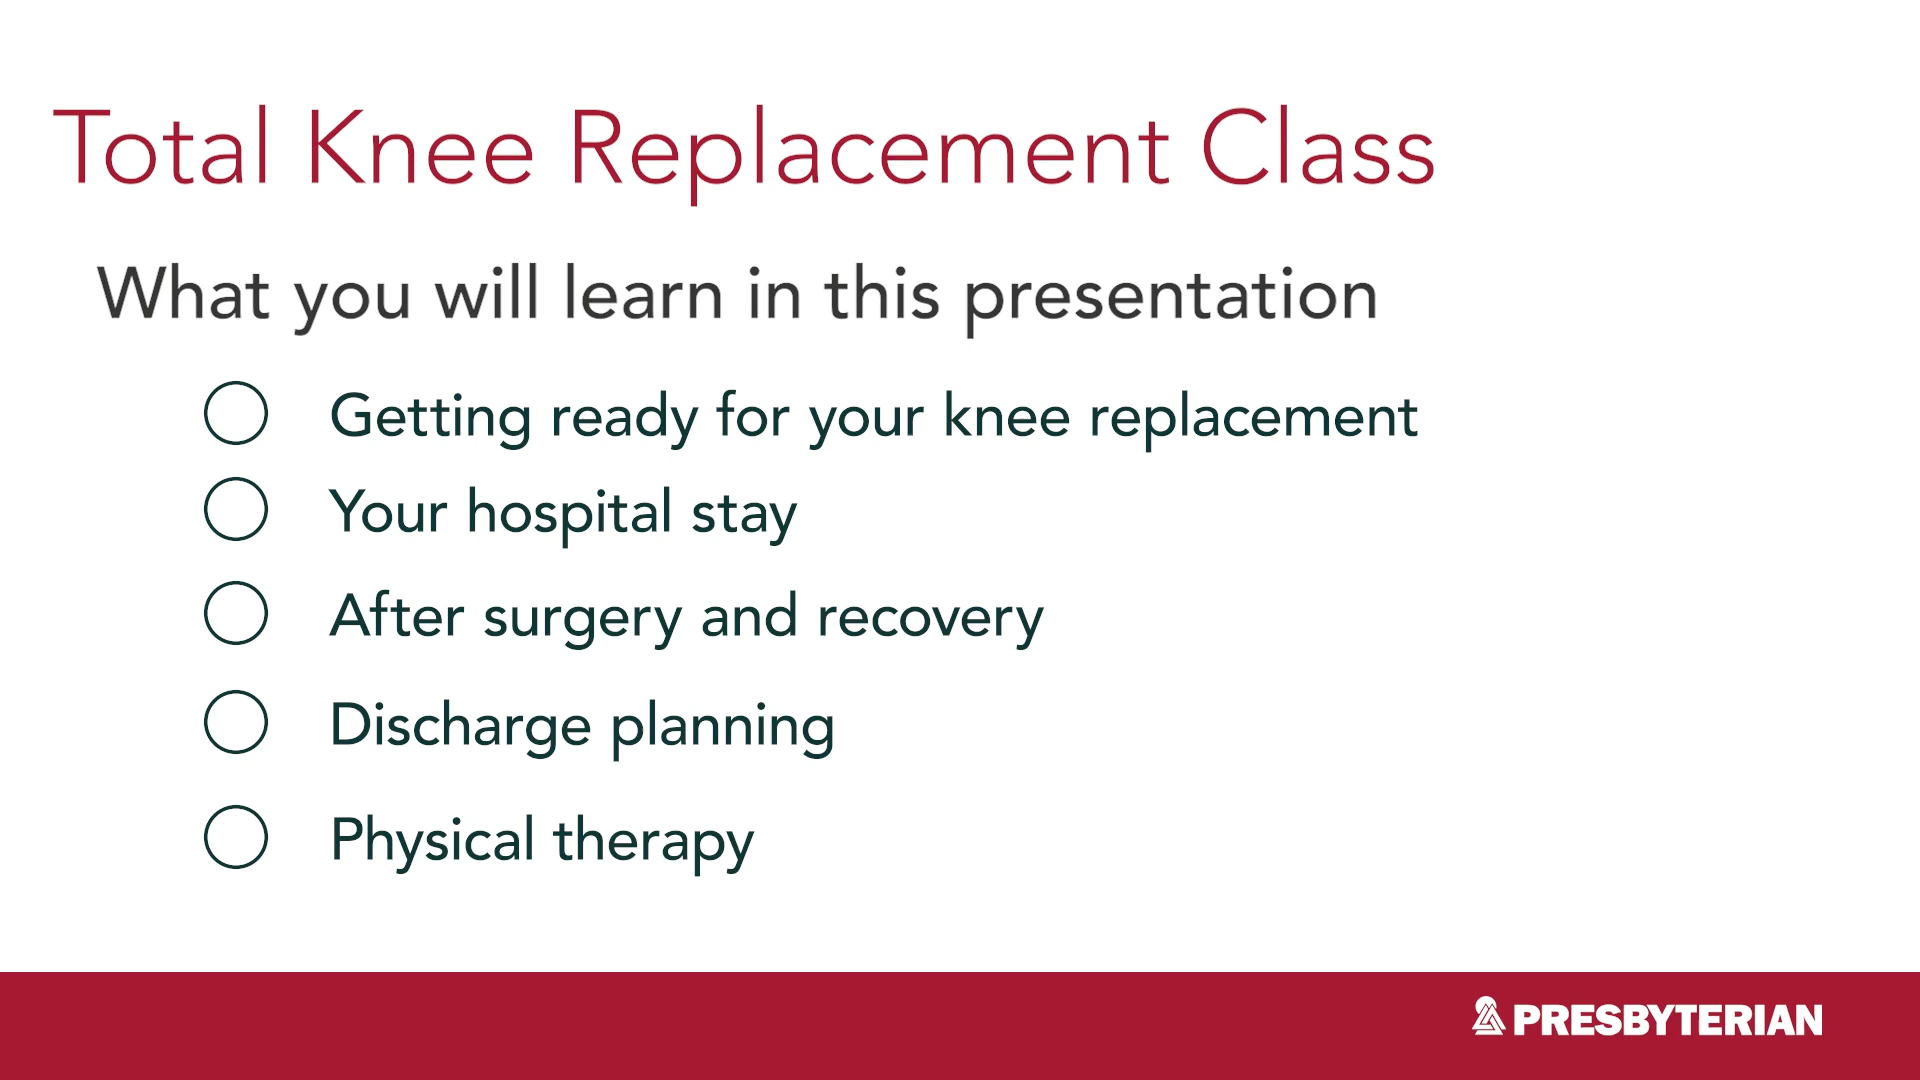 Total Knee Replacement Class
What you will learn in this presentation
Getting ready for your knee replacement
Your hospital stay
After surgery and recovery
Discharge planning
Physical therapy
PRESBYTERIAN